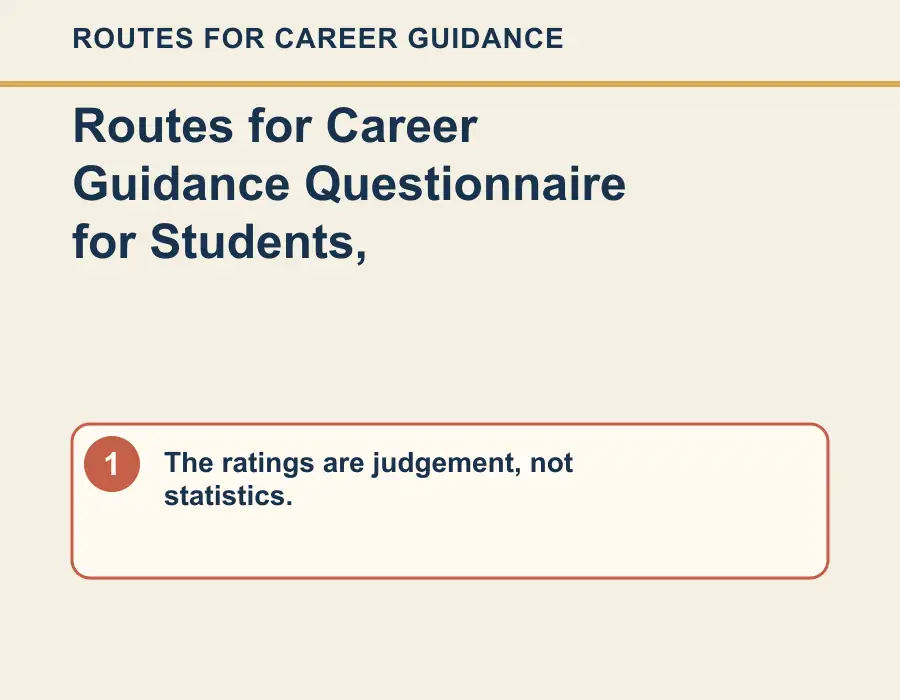 ROUTES FOR CAREER GUIDANCE
Routes for Career
Guidance Questionnaire
for Students,
1
The ratings are judgement, not
statistics.